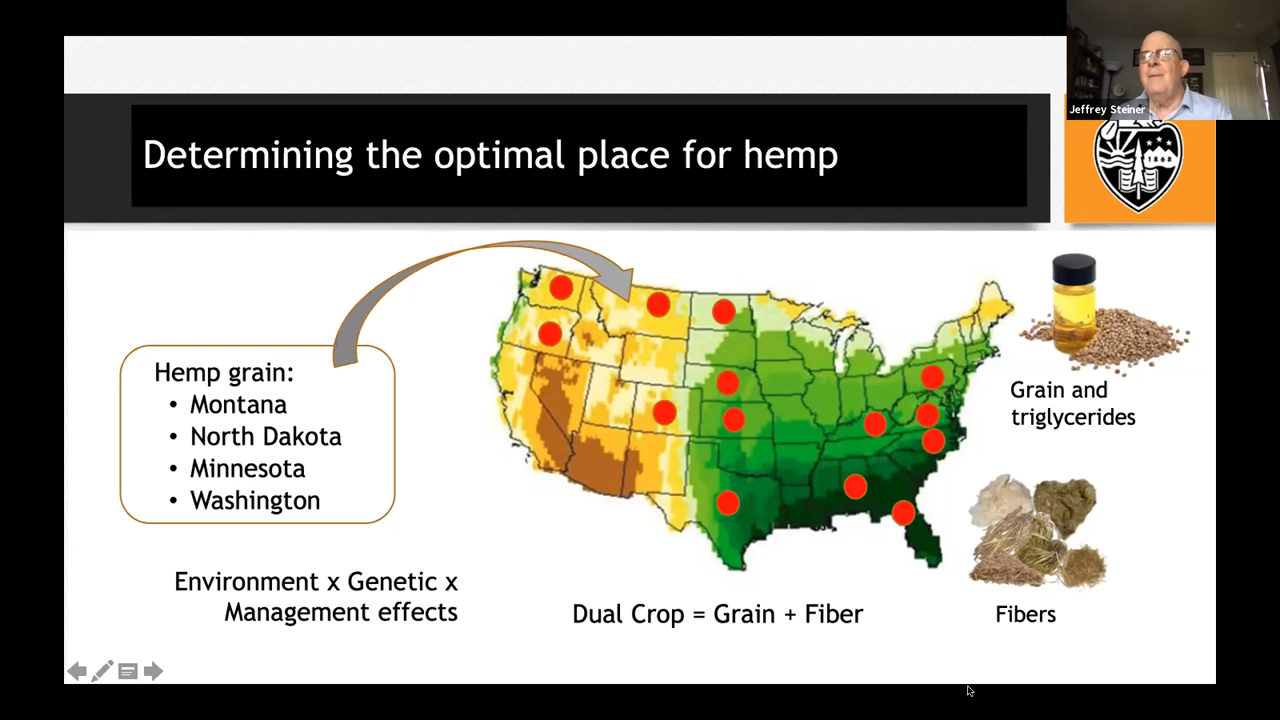 Jeffrey Steiner
Determining the optimal place for hemp
1868
Hemp grain:
• Montana
• North Dakota
• Minnesota
• Washington
Grain and
triglycerides
Environment x Genetic x
Management effects
Dual Crop = Grain + Fiber
Fibers